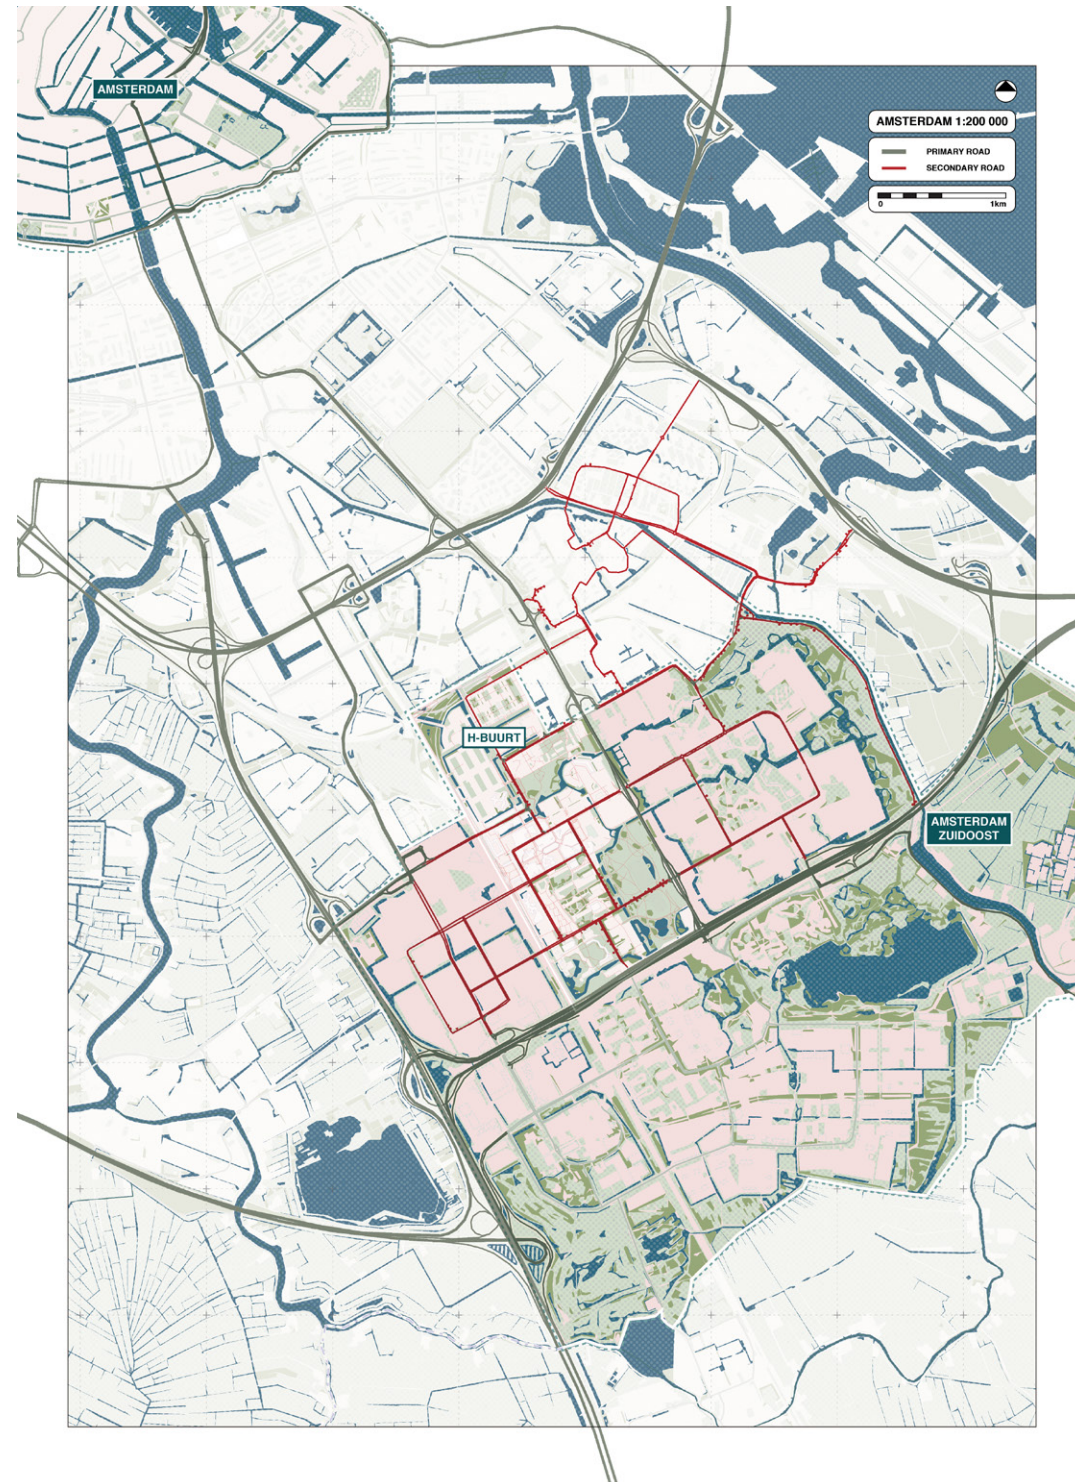 AMSTERDAM
AMSTERDAM 1:200 000
PRIMARY ROAD
SECONDARY ROAD
0 1km
H-BUURT
AMSTERDAM
ZUIDOOST